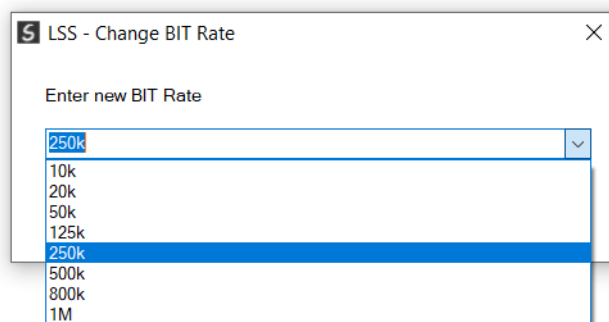 S LSS - Change BIT Rate
Enter new BIT Rate
250k
10k
20k
50k
125k
250k
500k
800k
1M